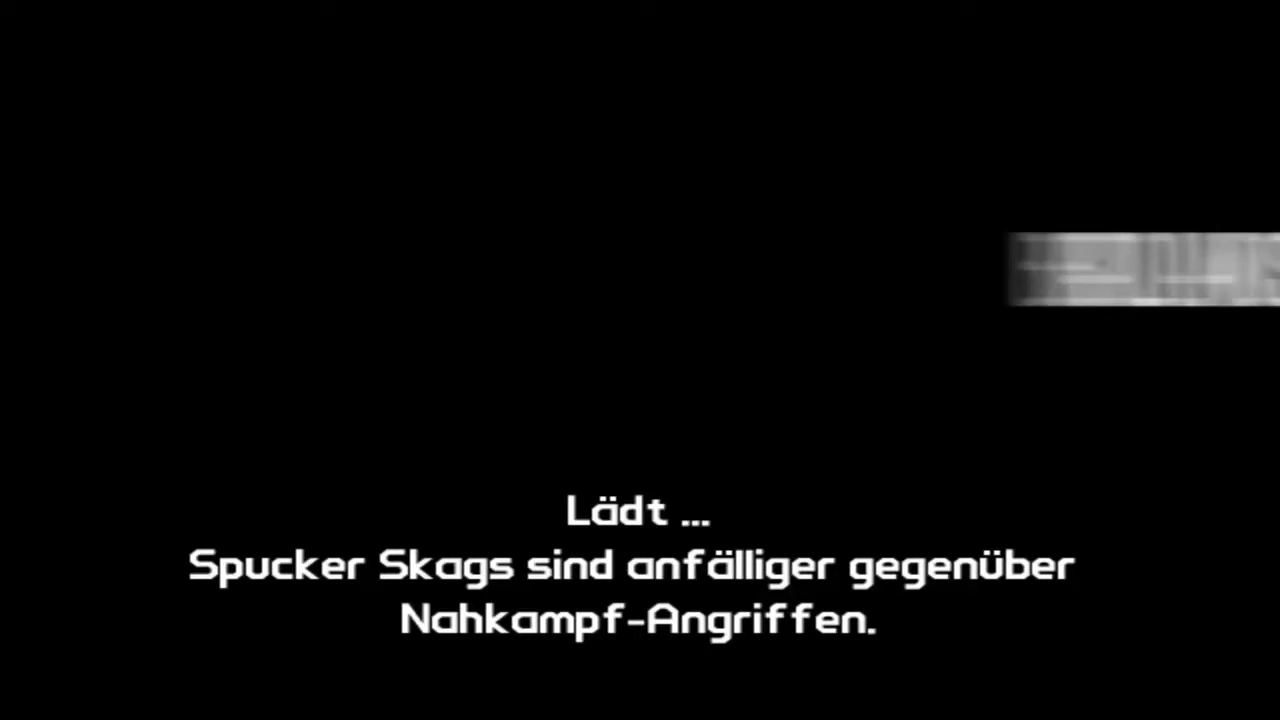 Lädt ...
Spucker Skags sind anfälliger gegenüber
Nahkampf-Angriffen.